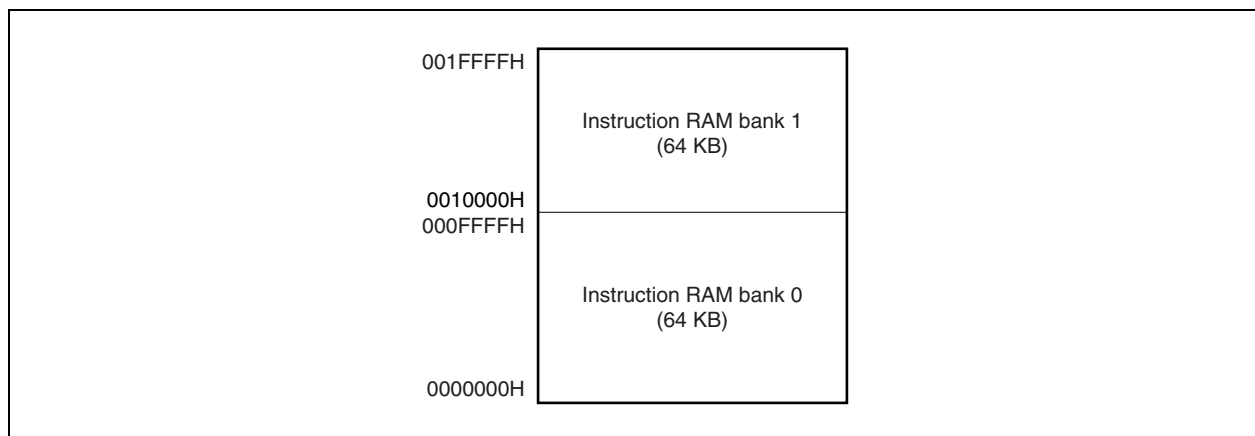 001FFFFH
Instruction RAM bank 1
(64 KB)
0010000H
000FFFFH
Instruction RAM bank 0
(64 KB)
0000000H